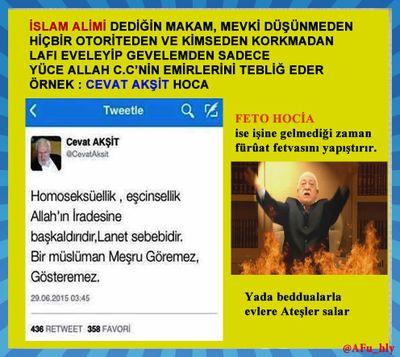 İSLAM ALİMİ DEDİĞİN MAKAM, MEVKİ DÜŞÜNMEDEN
HİÇBİR OTORİTEDEN VE KİMSEDEN KORKMADAN
LAFI EVELEYİP GEVELEMDEN SADECE
YÜCE ALLAH C.C'NİN EMİRLERİNİ TEBLİĞ EDER
ÖRNEK : CEVAT AKŞİT HOCA
Tweetle
Cevat AKŞİT
@CevatAksit
Homoseksüellik , eşcinsellik
Allah'ın İradesine
başkaldırıdır,Lanet sebebidir.
Bir müslüman Meşru Göremez,
Gösteremez.
29.06.2015 03:45
436 RETWEET 358 FAVORİ
FETO HOCİA
ise işine gelmediği zaman
fürûat fetvasını yapıştırır.
Yada beddualarla
evlere Ateşler salar
@AFu_hly